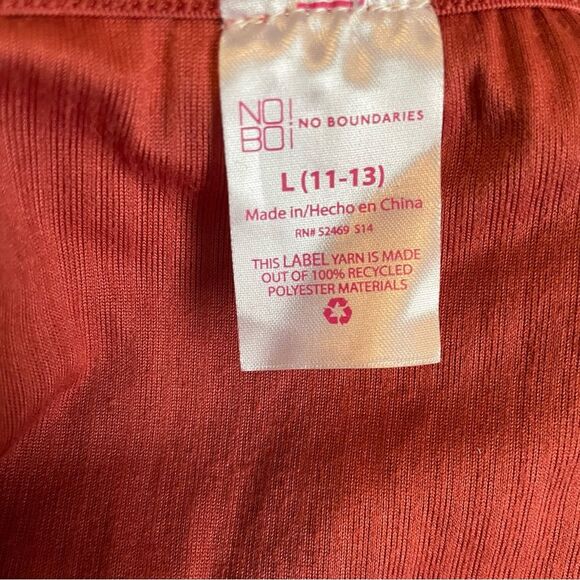 NO!
BO!
NO BOUNDARIES
L (11-13)
Made in/Hecho en China
RN# 52469 S14
THIS LABEL YARN IS MADE
OUT OF 100% RECYCLED
POLYESTER MATERIALS